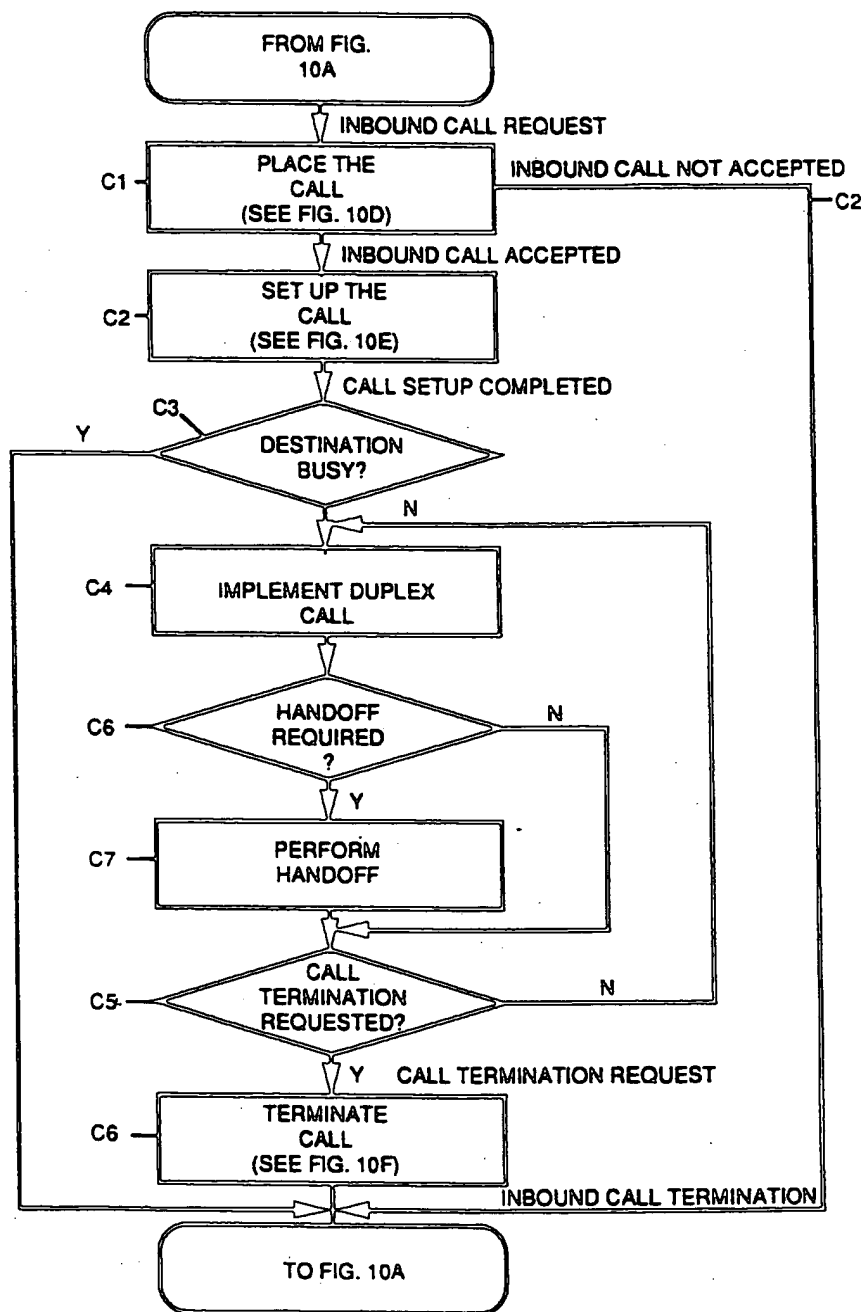 FROM FIG.
10A
INBOUND CALL REQUEST
C1
PLACE THE
CALL
(SEE FIG. 10D)
INBOUND CALL NOT ACCEPTED
C2
INBOUND CALL ACCEPTED
C2
SET UP THE
CALL
(SEE FIG. 10E)
CALL SETUP COMPLETED
C3
Y
DESTINATION
BUSY?
N
C4
IMPLEMENT DUPLEX
CALL
C6
HANDOFF
REQUIRED
?
N
Y
C7
PERFORM
HANDOFF
C5
CALL
TERMINATION
REQUESTED?
N
Y
CALL TERMINATION REQUEST
C6
TERMINATE
CALL
(SEE FIG. 10F)
INBOUND CALL TERMINATION
TO FIG. 10A